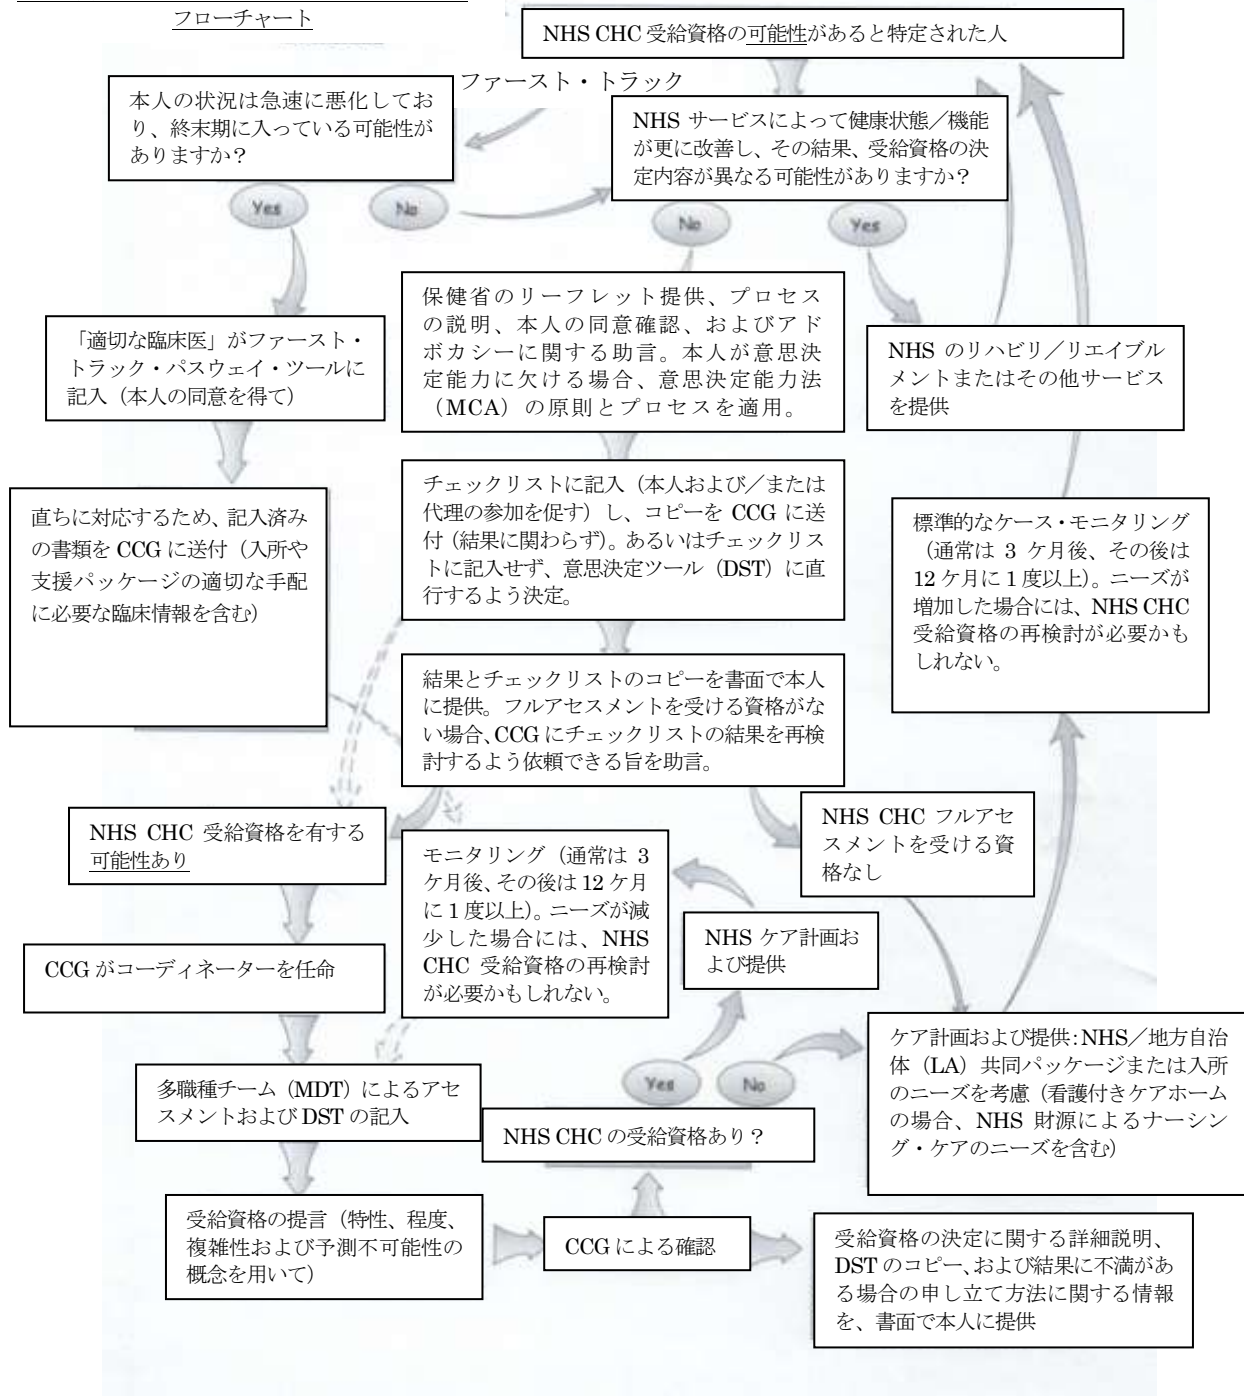 フローチャート
NHS CHC 受給資格の可能性があると特定された人
ファースト・トラック
本人の状況は急速に悪化してお
り、終末期に入っている可能性が
ありますか？
NHS サービスによって健康状態／機能
が更に改善し、その結果、受給資格の決
定内容が異なる可能性がありますか？
Yes
No
No
Yes
「適切な臨床医」がファースト・
トラック・パスウェイ・ツールに
記入（本人の同意を得て）
保健省のリーフレット提供、プロセス
の説明、本人の同意確認、およびアド
ボカシーに関する助言。本人が意思決
定能力に欠ける場合、意思決定能力法
（MCA）の原則とプロセスを適用。
NHS のリハビリ／リエイブル
メントまたはその他サービス
を提供
直ちに対応するため、記入済み
の書類を CCG に送付（入所や
支援パッケージの適切な手配
に必要な臨床情報を含む）
チェックリストに記入（本人および／または
代理の参加を促す）し、コピーを CCG に送
付（結果に関わらず）。あるいはチェックリス
トに記入せず、意思決定ツール（DST）に直
行するよう決定。
標準的なケース・モニタリング
（通常は 3 ケ月後、その後は
12 ケ月に 1 度以上）。ニーズが
増加した場合には、NHS CHC
受給資格の再検討が必要かも
しれない。
結果とチェックリストのコピーを書面で本人
に提供。フルアセスメントを受ける資格がな
い場合、CCG にチェックリストの結果を再検
討するよう依頼できる旨を助言。
NHS CHC 受給資格を有する
可能性あり
モニタリング（通常は 3
ケ月後、その後は 12 ケ月
に 1 度以上）。ニーズが減
少した場合には、NHS
CHC 受給資格の再検討
が必要かもしれない。
NHS CHC フルアセ
スメントを受ける資
格なし
NHS ケア計画お
よび提供
CCG がコーディネーターを任命
ケア計画および提供：NHS／地方自治
体（LA）共同パッケージまたは入所
のニーズを考慮（看護付きケアホーム
の場合、NHS 財源によるナーシン
グ・ケアのニーズを含む）
多職種チーム（MDT）によるアセ
スメントおよび DST の記入
Yes
No
NHS CHC の受給資格あり？
受給資格の提言（特性、程度、
複雑性および予測不可能性の
概念を用いて）
CCG による確認
受給資格の決定に関する詳細説明、
DST のコピー、および結果に不満があ
る場合の申し立て方法に関する情報
を、書面で本人に提供